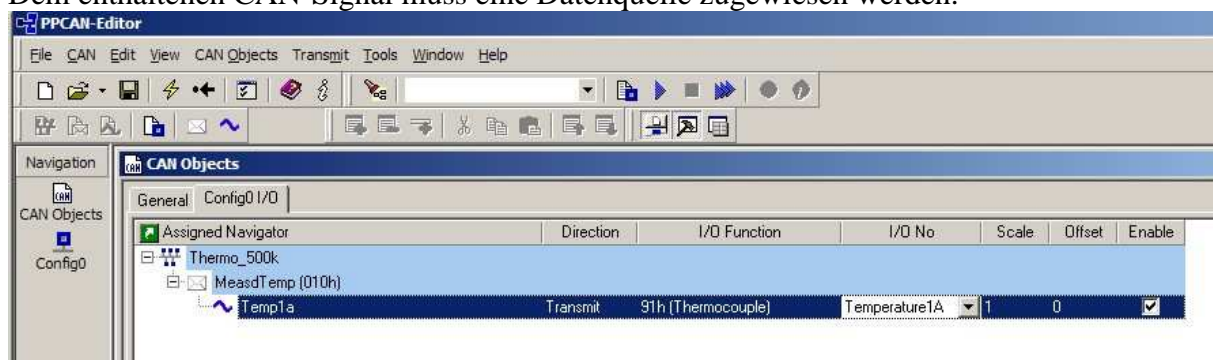 Dem enthaltenen CAN-Signal muss eine Datenquelle zugewiesen werden:
PPCAN-Editor
File CAN Edit View CAN Objects Transmit Tools Window Help
Navigation
CAN Objects
CAN Objects
Config0
General Config0 I/O
Assigned Navigator Direction I/O Function I/O No Scale Offset Enable
Thermo_500k
MeasdTemp (010h)
Temp1a Transmit 91h (Thermocouple) Temperature1A 1 0